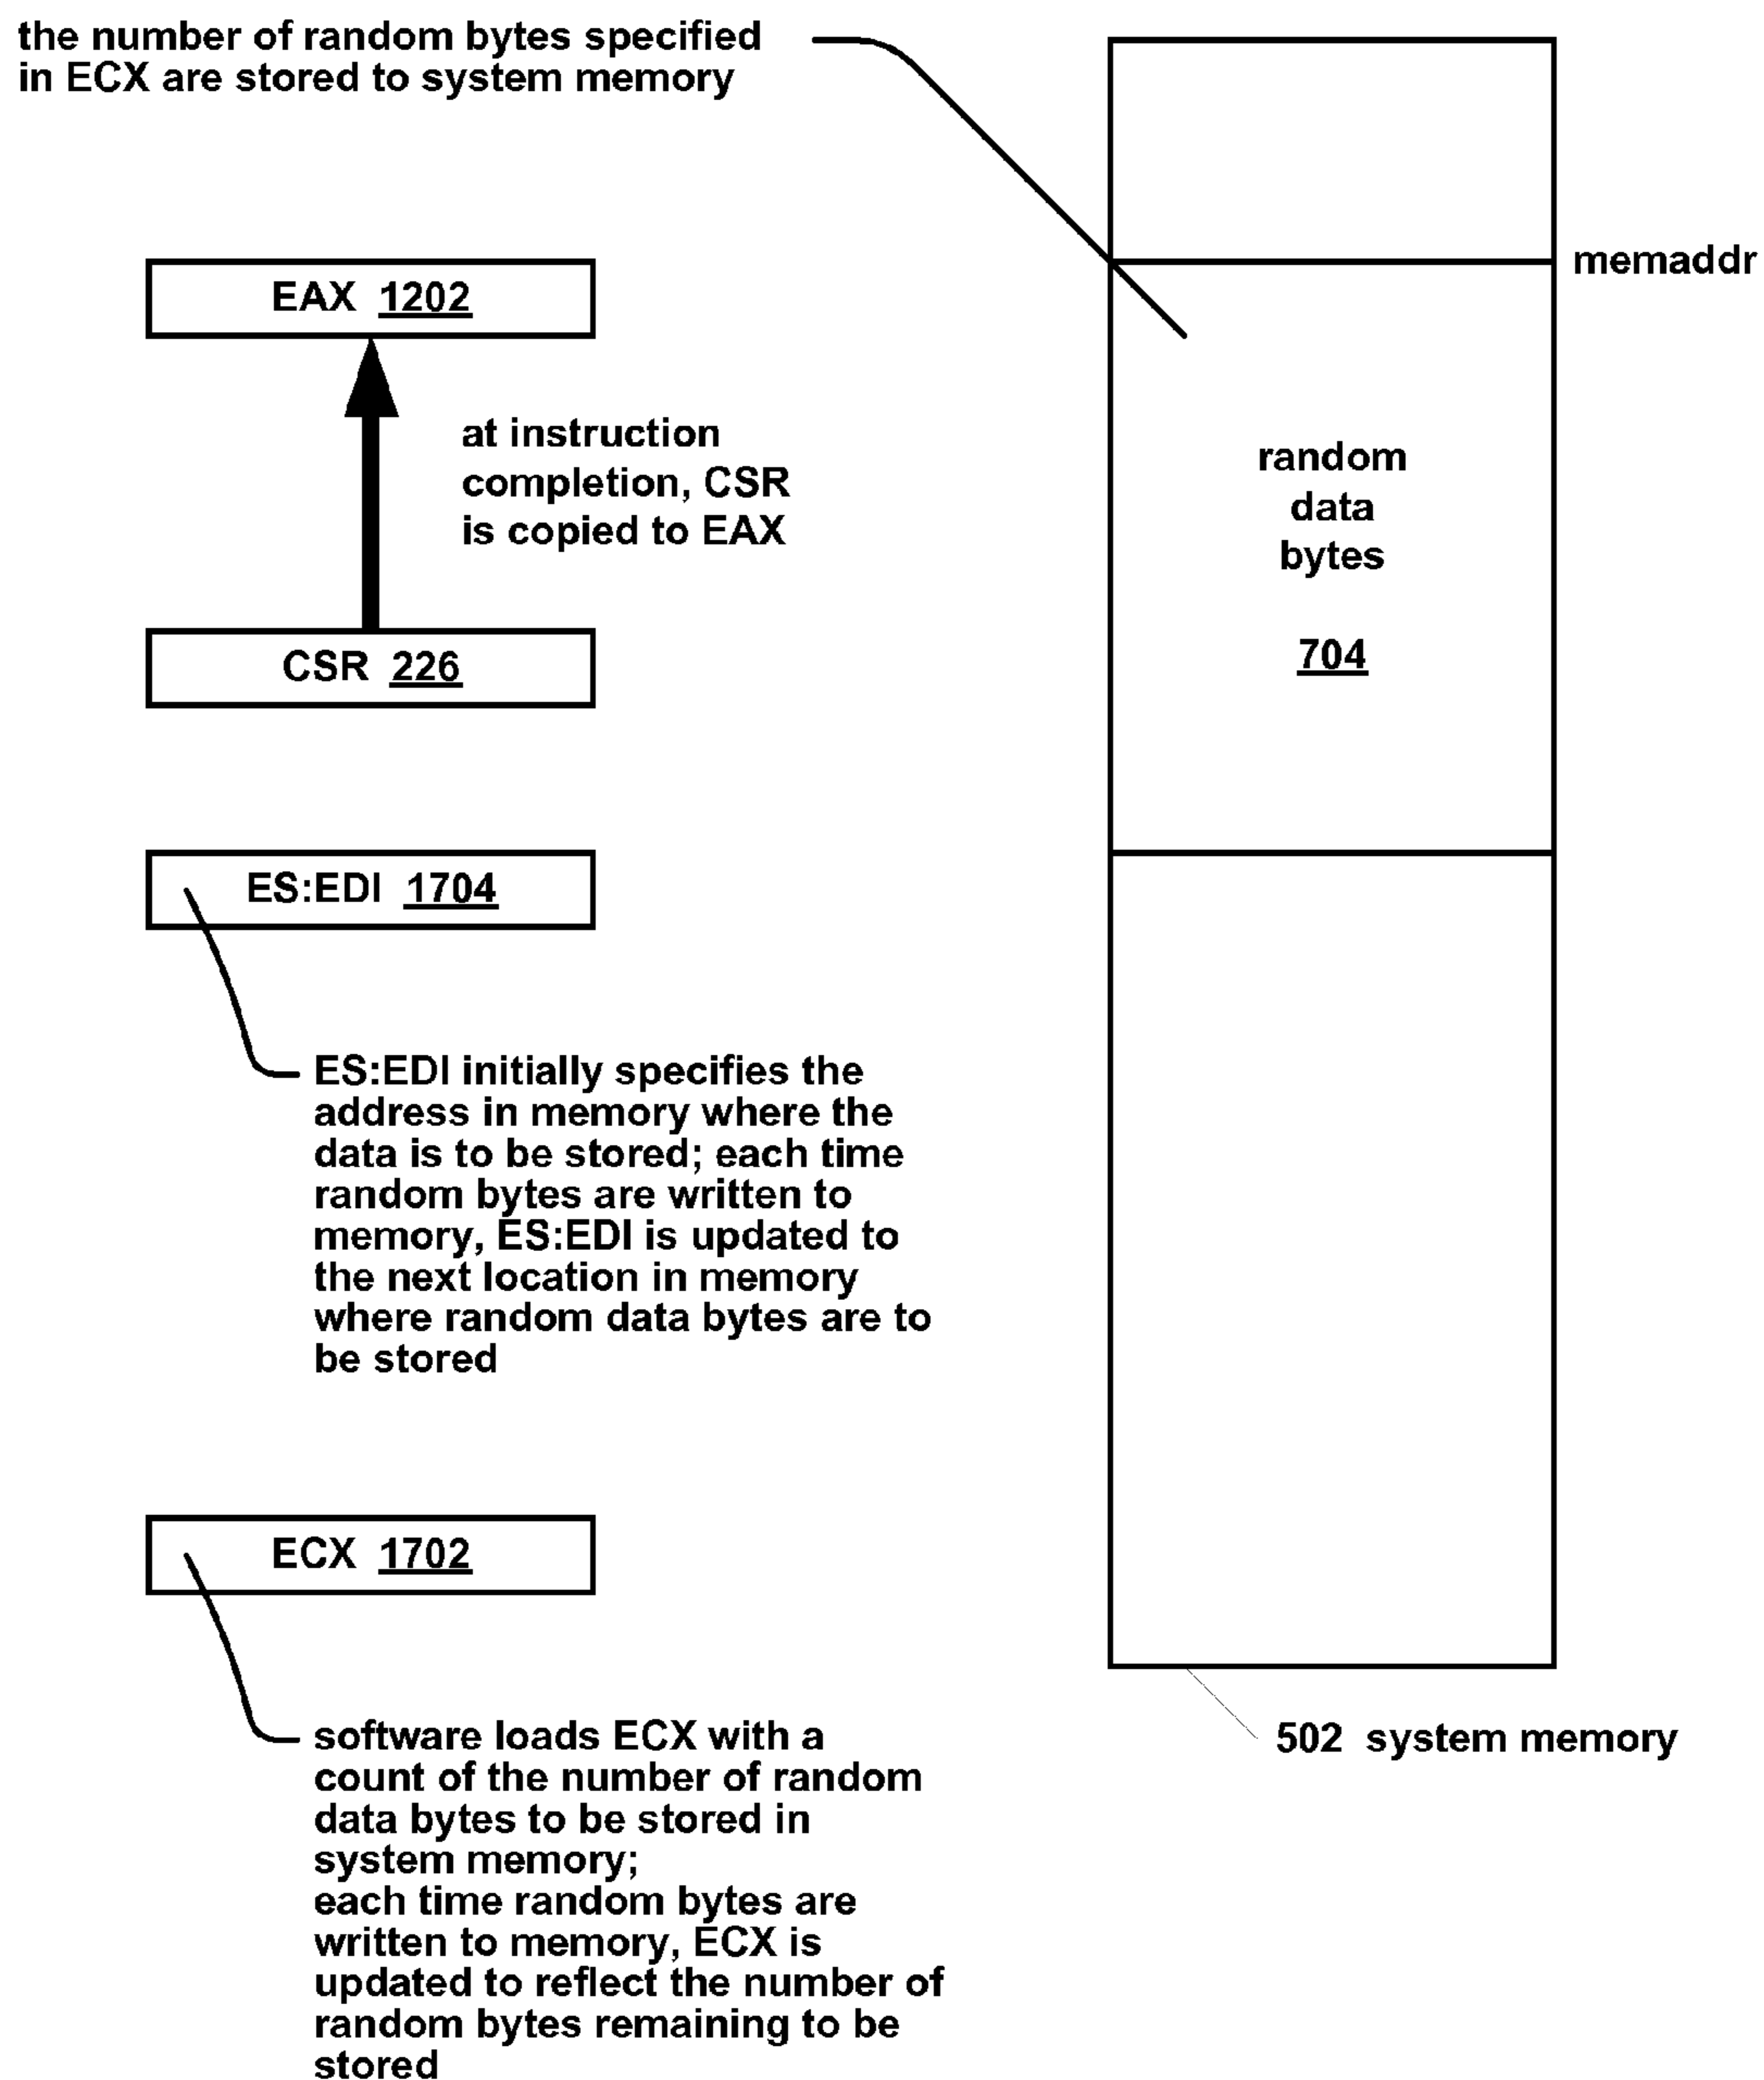 the number of random bytes specified
in ECX are stored to system memory
memaddr
EAX 1202
at instruction
completion, CSR
is copied to EAX
random
data
bytes
704
CSR 226
ES:EDI 1704
ES:EDI initially specifies the
address in memory where the
data is to be stored; each time
random bytes are written to
memory, ES:EDI is updated to
the next location in memory
where random data bytes are to
be stored
ECX 1702
software loads ECX with a
count of the number of random
data bytes to be stored in
system memory;
each time random bytes are
written to memory, ECX is
updated to reflect the number of
random bytes remaining to be
stored
502 system memory